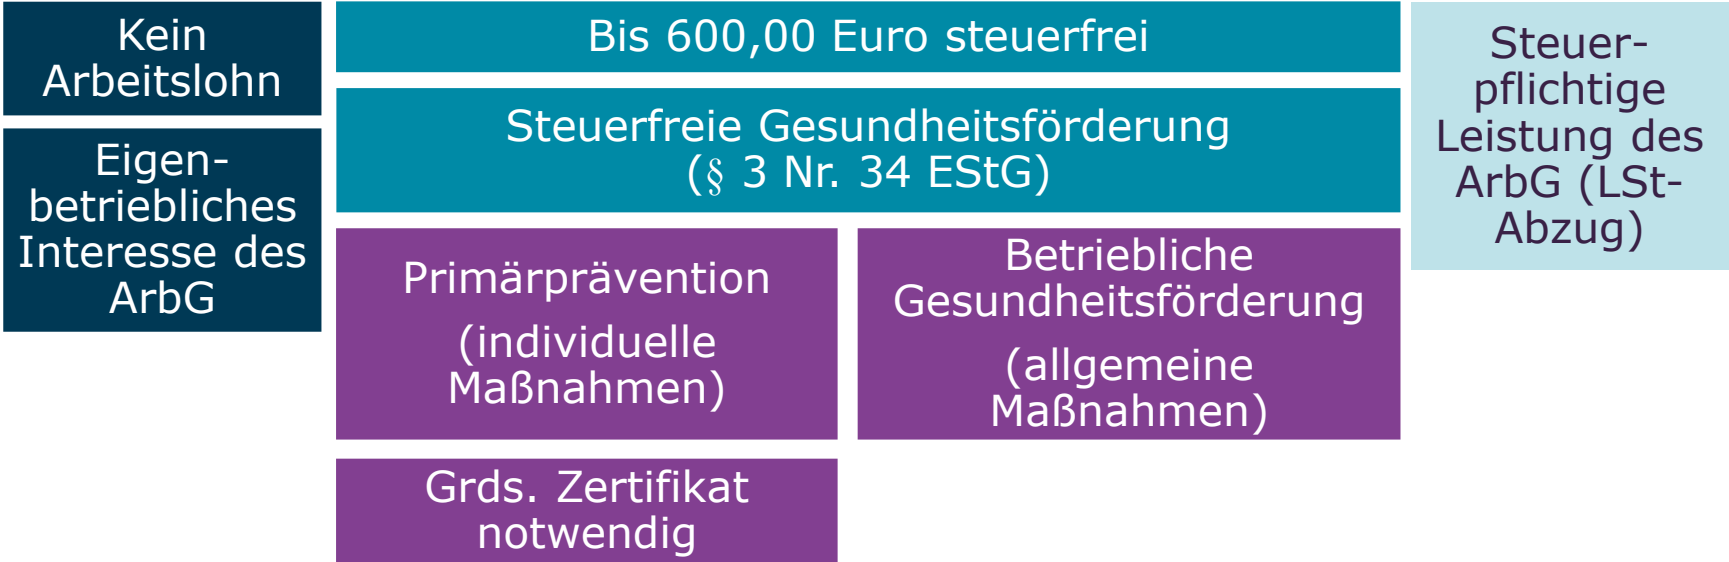 Kein
Arbeitslohn
Eigen-
betriebliches
Interesse des
ArbG
Bis 600,00 Euro steuerfrei
Steuerfreie Gesundheitsförderung
(§ 3 Nr. 34 EStG)
Primärprävention
(individuelle
Maßnahmen)
Grds. Zertifikat
notwendig
Betriebliche
Gesundheitsförderung
(allgemeine
Maßnahmen)
Steuer-
pflichtige
Leistung des
ArbG (LSt-
Abzug)